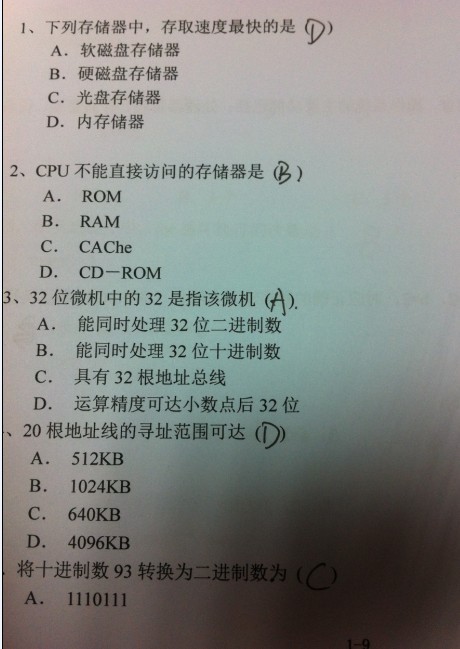 1、下列存储器中，存取速度最快的是（D）
A．软磁盘存储器
B．硬磁盘存储器
C．光盘存储器
D．内存储器
2、CPU 不能直接访问的存储器是（B）
A． ROM
B． RAM
C． CAChe
D． CD－ROM
3、32 位微机中的 32 是指该微机（A）.
A． 能同时处理 32 位二进制数
B． 能同时处理 32 位十进制数
C． 具有 32 根地址总线
D． 运算精度可达小数点后 32 位
、20 根地址线的寻址范围可达（D）
A． 512KB
B． 1024KB
C． 640KB
D． 4096KB
．将十进制数 93 转换为二进制数为（C）
A． 1110111
1-9